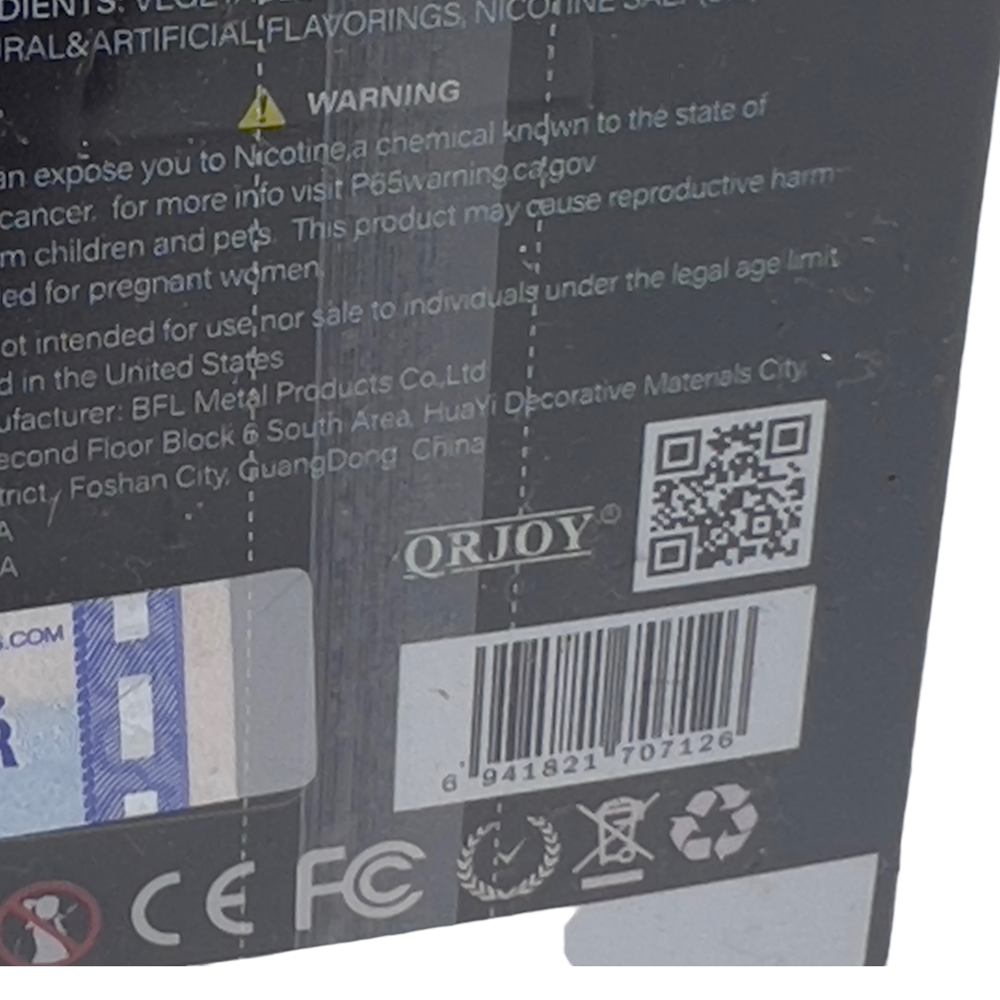 URAL&ARTIFICIAL FLAVORINGS, NICOTINE
WARNING
an expose you to Nicotine,a chemical known to the state of
cancer. for more info visit P65warning.ca.gov
m children and pets. This product may cause reproductive harm
ed for pregnant women
ot intended for use,nor sale to individuals under the legal age limit
d in the United States
ufacturer: BFL Metal Products Co.,Ltd
econd Floor Block 6 South Area, HuaYi Decorative Materials City,
trict, Foshan City, GuangDong China
A
A
QRJOY®
S.COM
R
6 941821 707126
CE FC